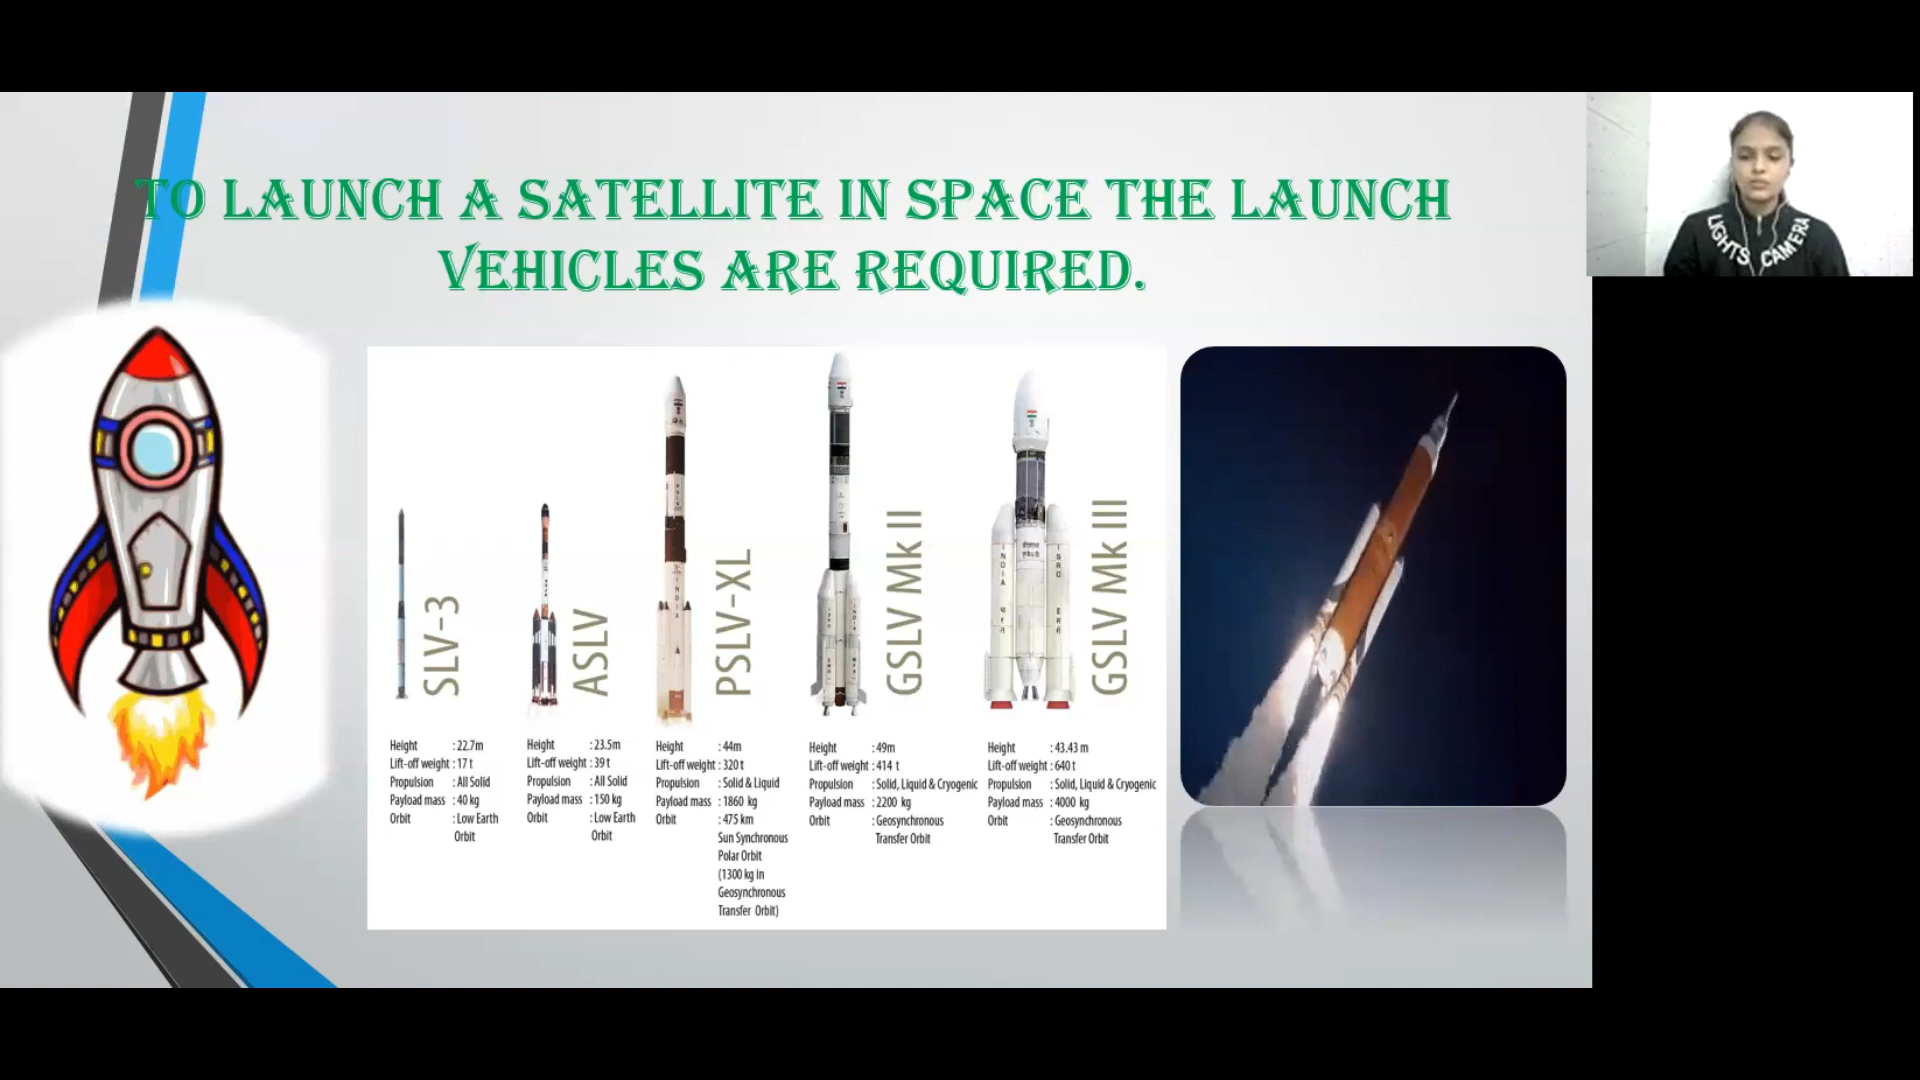 TO LAUNCH A SATELLITE IN SPACE THE LAUNCH
VEHICLES ARE REQUIRED.
LIGHTS CAMERA
SLV-3
Height : 22.7m
Lift-off weight : 17 t
Propulsion : All Solid
Payload mass : 40 kg
Orbit : Low Earth
Orbit
ASLV
Height : 23.5m
Lift-off weight : 39 t
Propulsion : All Solid
Payload mass : 150 kg
Orbit : Low Earth
Orbit
INDIA
PSLV-XL
Height : 44m
Lift-off weight : 320 t
Propulsion : Solid & Liquid
Payload mass : 1860 kg
Orbit : 475 km
Sun Synchronous
Polar Orbit
(1300 kg in
Geosynchronous
Transfer Orbit)
GSLV Mk II
Height : 49m
Lift-off weight : 414 t
Propulsion : Solid, Liquid & Cryogenic
Payload mass : 2200 kg
Orbit : Geosynchronous
Transfer Orbit
INDIA
ISRO
GSLV Mk III
Height : 43.43 m
Lift-off weight : 640 t
Propulsion : Solid, Liquid & Cryogenic
Payload mass : 4000 kg
Orbit : Geosynchronous
Transfer Orbit